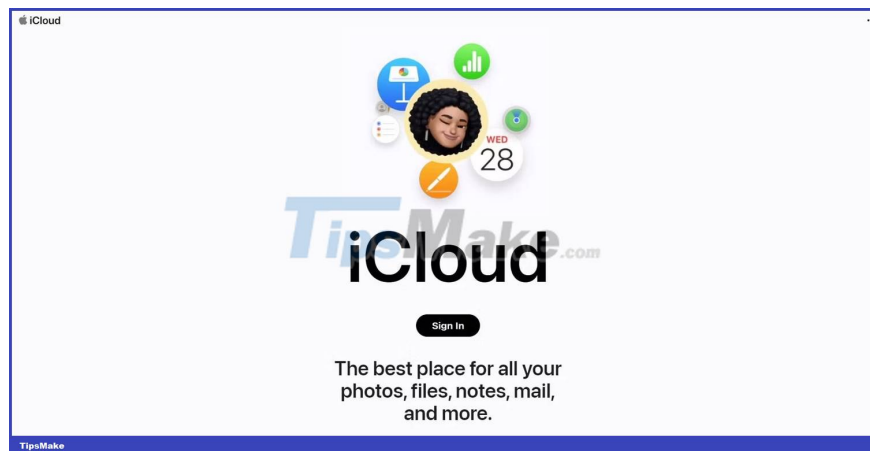 iCloud
WED
28
TipsMake.com
iCloud
Sign In
The best place for all your
photos, files, notes, mail,
and more.
TipsMake